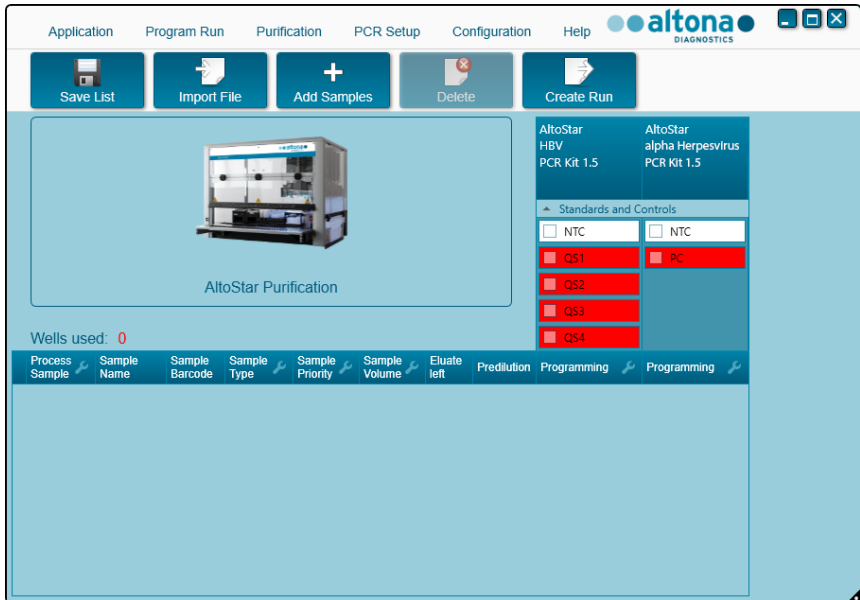 Application Program Run Purification PCR Setup Configuration Help
altona
DIAGNOSTICS
Save List Import File Add Samples Delete Create Run
AltoStar
HBV
PCR Kit 1.5
AltoStar
alpha Herpesvirus
PCR Kit 1.5
Standards and Controls
NTC NTC
QS1 PC
QS2
QS3
QS4
AltoStar Purification
Wells used: 0
Process Sample
Sample Name
Sample Barcode
Sample Type
Sample Priority
Sample Volume
Eluate left
Predilution
Programming
Programming